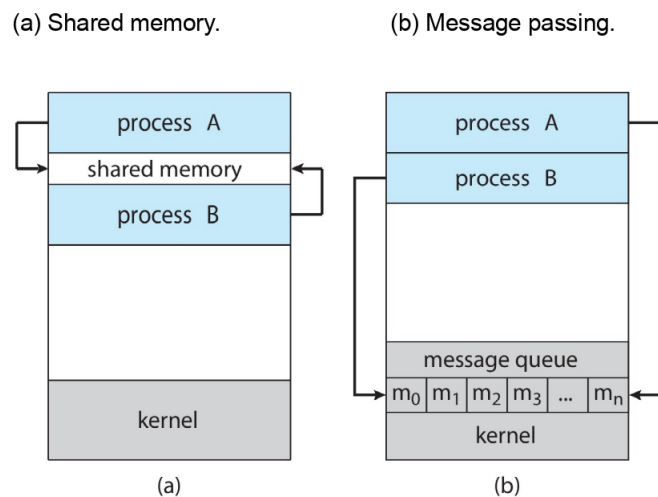 (a) Shared memory.
(b) Message passing.
process A
shared memory
process B
kernel
(a)
process A
process B
message queue
m0 m1 m2 m3 ... mn
kernel
(b)